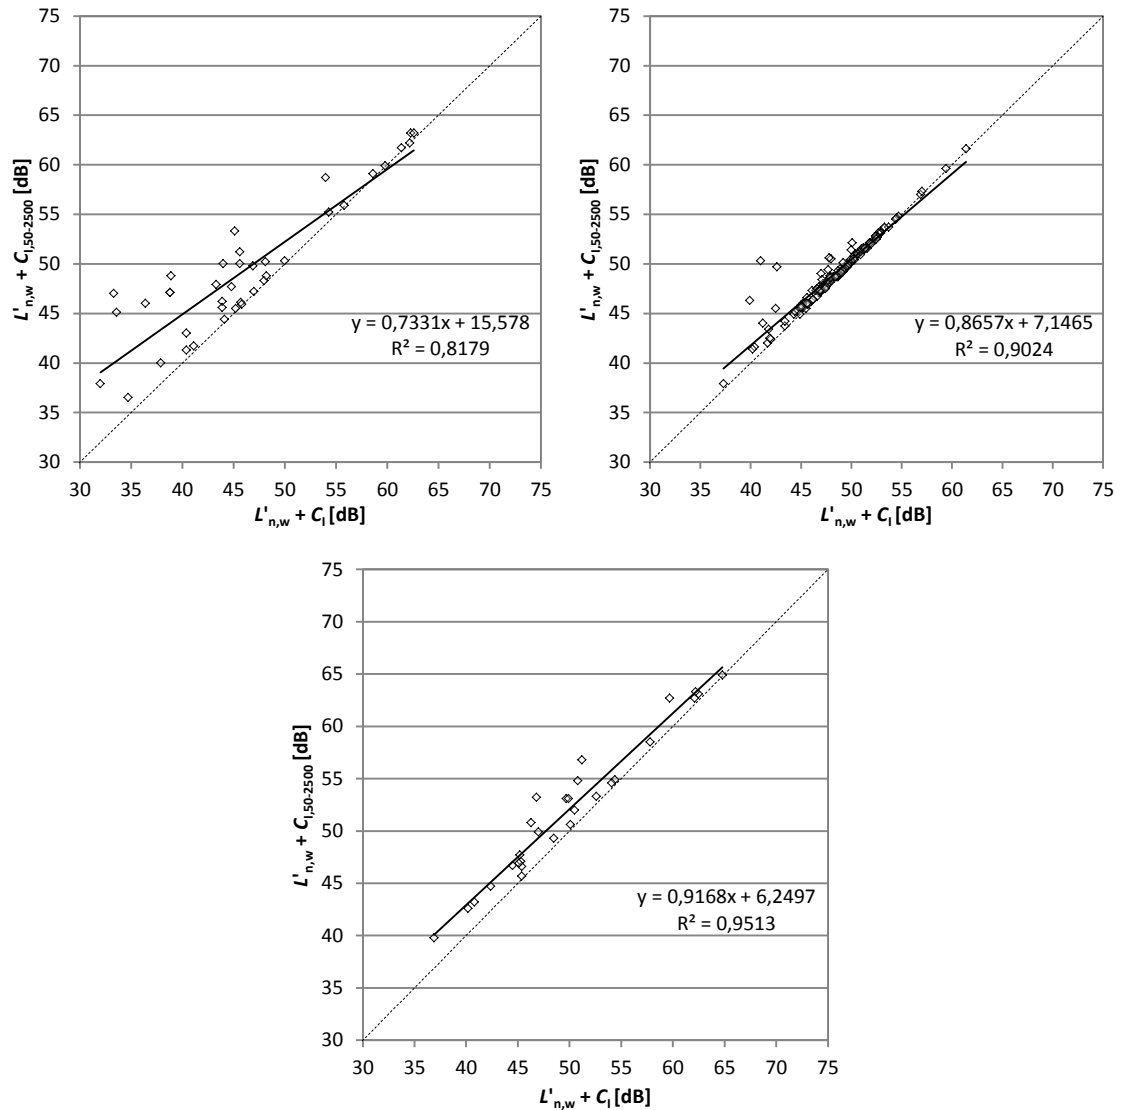 75
70
65
60
55
50
45
40
35
30
30 35 40 45 50 55 60 65 70 75
L'n,w + CI,50-2500 [dB]
L'n,w + CI [dB]
y = 0,7331x + 15,578
R² = 0,8179
75
70
65
60
55
50
45
40
35
30
30 35 40 45 50 55 60 65 70 75
L'n,w + CI,50-2500 [dB]
L'n,w + CI [dB]
y = 0,8657x + 7,1465
R² = 0,9024
75
70
65
60
55
50
45
40
35
30
30 35 40 45 50 55 60 65 70 75
L'n,w + CI,50-2500 [dB]
L'n,w + CI [dB]
y = 0,9168x + 6,2497
R² = 0,9513